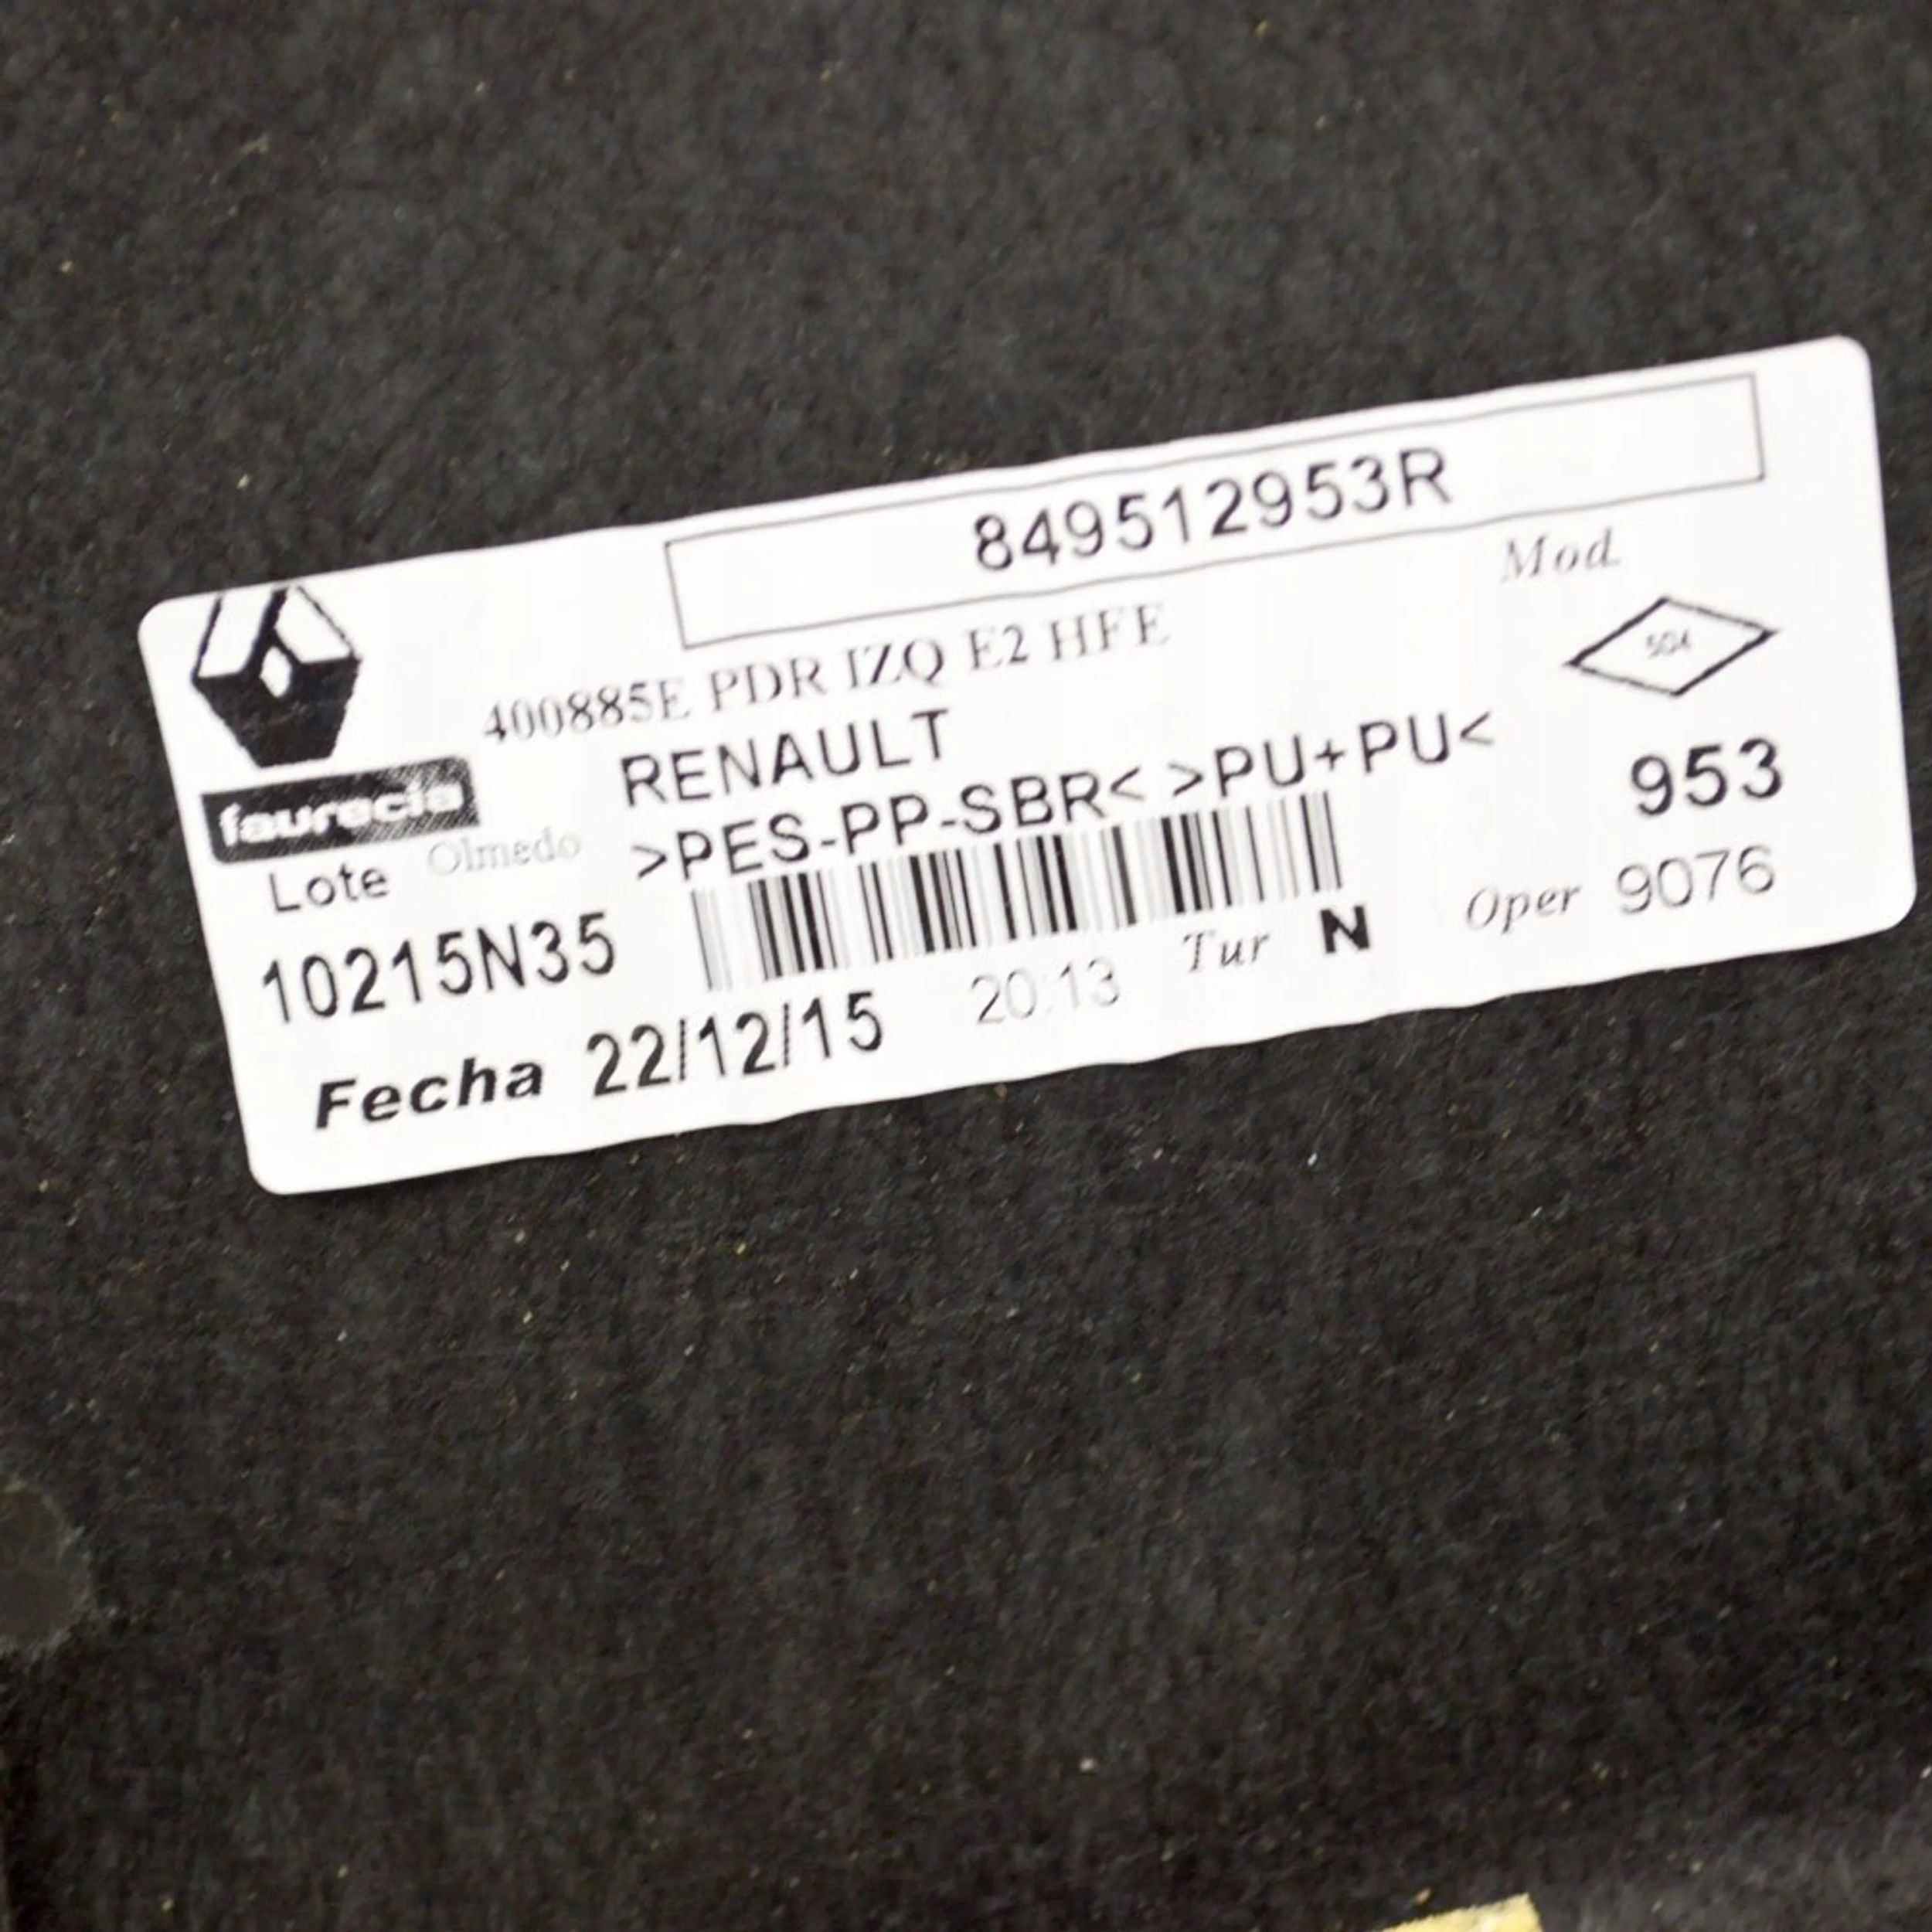 849512953R
Mod.
400885E PDR IZQ E2 HFE
504
RENAULT
faurecia
>PES-PP-SBR< >PU+PU<
953
Olmedo
Lote
10215N35
Oper 9076
Tur N
20:13
Fecha 22/12/15